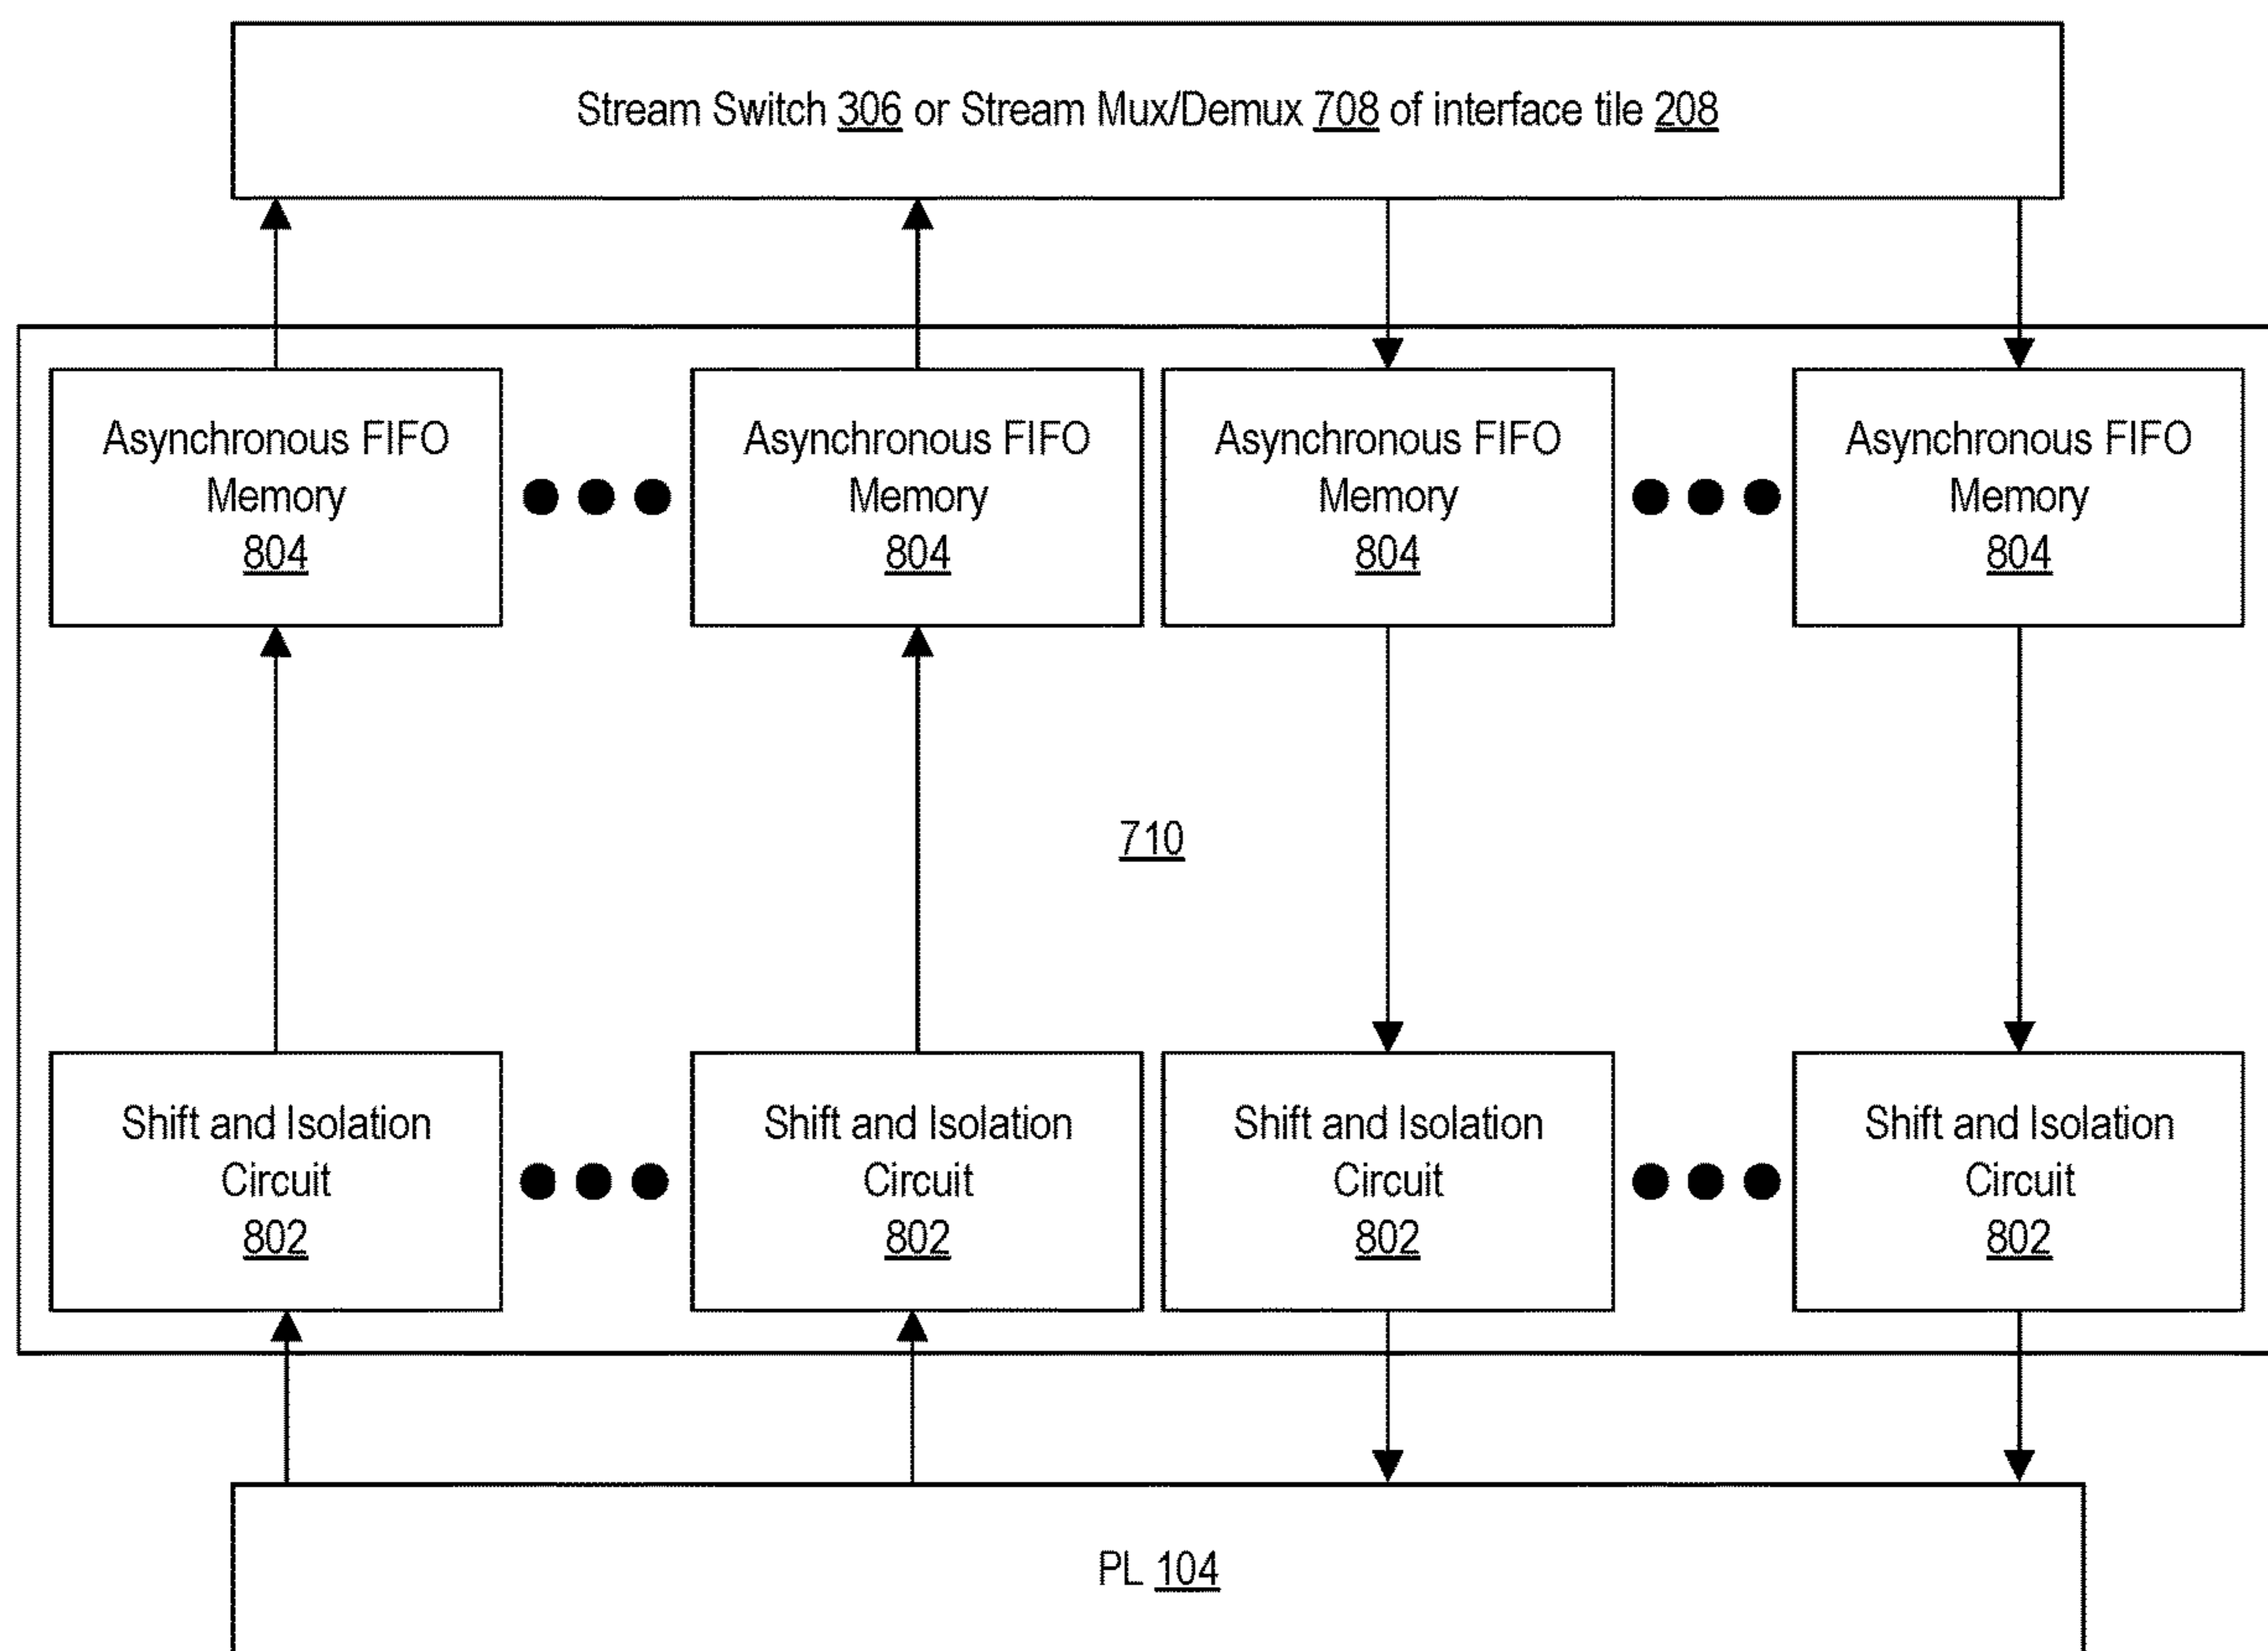 Stream Switch 306 or Stream Mux/Demux 708 of interface tile 208
Asynchronous FIFO
Memory
804
Asynchronous FIFO
Memory
804
Asynchronous FIFO
Memory
804
Asynchronous FIFO
Memory
804
710
Shift and Isolation
Circuit
802
Shift and Isolation
Circuit
802
Shift and Isolation
Circuit
802
Shift and Isolation
Circuit
802
PL 104